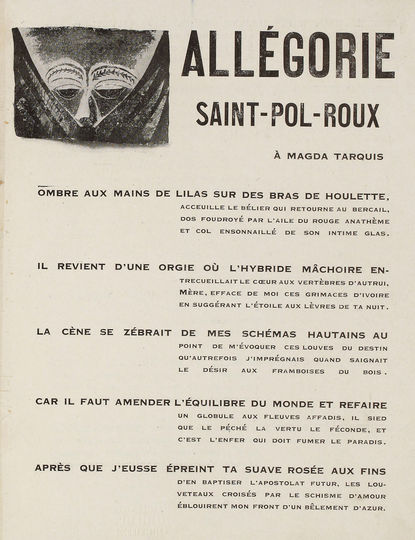 ALLÉGORIE
SAINT-POL-ROUX
À MAGDA TARQUIS
OMBRE AUX MAINS DE LILAS SUR DES BRAS DE HOULETTE,
ACCEUILLE LE BÉLIER QUI RETOURNE AU BERCAIL,
DOS FOUDROYÉ PAR L'AILE DU ROUGE ANATHÈME
ET COL ENSONNAILLÉ DE SON INTIME GLAS.
IL REVIENT D'UNE ORGIE OÙ L'HYBRIDE MÂCHOIRE EN-
TRECUEILLAIT LE CŒUR AUX VERTÈBRES D'AUTRUI,
MÈRE, EFFACE DE MOI CES GRIMACES D'IVOIRE
EN SUGGÉRANT L'ÉTOILE AUX LÈVRES DE TA NUIT.
LA CÈNE SE ZÉBRAIT DE MES SCHÉMAS HAUTAINS AU
POINT DE M'ÉVOQUER CES LOUVES DU DESTIN
QU'AUTREFOIS J'IMPRÉGNAIS QUAND SAIGNAIT
LE DÉSIR AUX FRAMBOISES DU BOIS.
CAR IL FAUT AMENDER L'ÉQUILIBRE DU MONDE ET REFAIRE
UN GLOBULE AUX FLEUVES AFFADIS, IL SIED
QUE LE PÉCHÉ LA VERTU LE FÉCONDE, ET
C'EST L'ENFER QUI DOIT FUMER LE PARADIS.
APRÈS QUE J'EUSSE ÉPREINT TA SUAVE ROSÉE AUX FINS
D'EN BAPTISER L'APOSTOLAT FUTUR, LES LOU-
VETEAUX CROISÉS PAR LE SCHISME D'AMOUR
ÉBLOUIRENT MON FRONT D'UN BÊLEMENT D'AZUR.